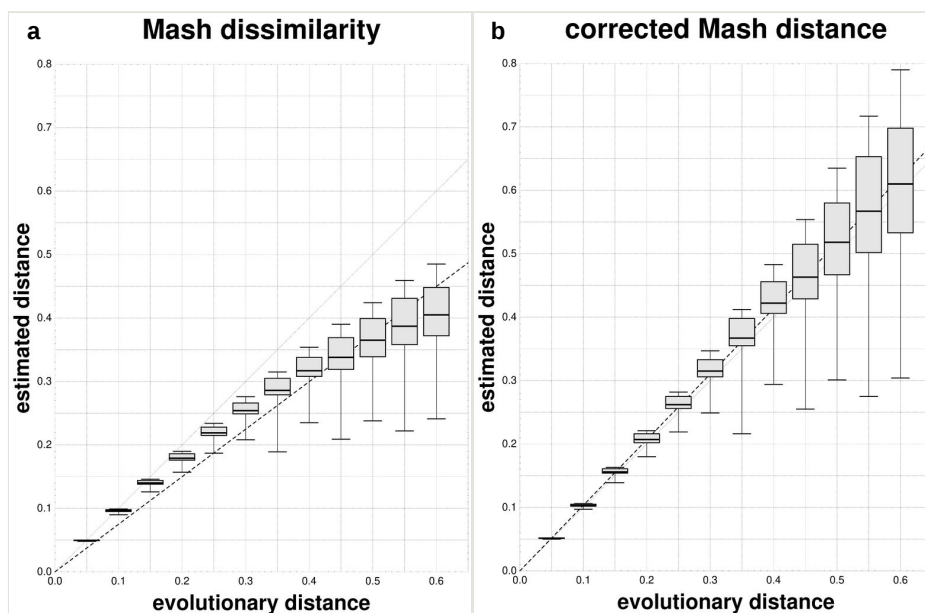 a
Mash dissimilarity
estimated distance
0.8
0.7
0.6
0.5
0.4
0.3
0.2
0.1
0.0
0.0 0.1 0.2 0.3 0.4 0.5 0.6
evolutionary distance
b
corrected Mash distance
estimated distance
0.8
0.7
0.6
0.5
0.4
0.3
0.2
0.1
0.0
0.0 0.1 0.2 0.3 0.4 0.5 0.6
evolutionary distance